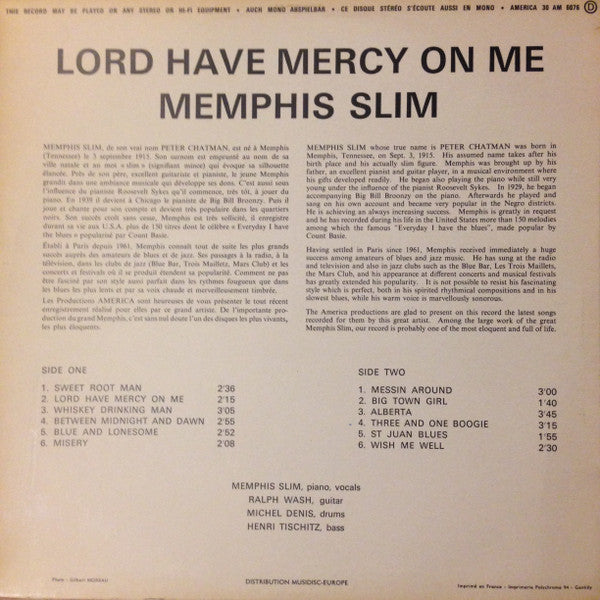 THIS RECORD MAY BE PLAYED ON ANY STEREO OR HI-FI EQUIPMENT • AUCH MONO ABSPIELBAR • CE DISQUE STÉRÉO S'ÉCOUTE AUSSI EN MONO • AMERICA 30 AM 6076 D
LORD HAVE MERCY ON ME
MEMPHIS SLIM
MEMPHIS SLIM, de son vrai nom PETER CHATMAN, est né à Memphis
(Tennessee) le 3 septembre 1915. Son surnom est emprunté au nom de sa
ville natale et au mot « slim » (signifiant mince) qui évoque sa silhouette
élancée. Près de son père, excellent guitariste et pianiste, le jeune Memphis
grandit dans une ambiance musicale qui développe ses dons. C'est aussi sous
l'influence du pianiste Roosevelt Sykes qu'il commence, très tôt, à jouer du
piano. En 1939 il devient à Chicago le pianiste de Big Bill Broonzy. Puis il
joue et chante pour son compte et devient très populaire dans les quartiers
noirs. Son succès croît sans cesse, Memphis est très sollicité, il enregistre
durant sa vie aux U.S.A. plus de 150 titres dont le célèbre « Everyday I have
the blues » popularisé par Count Basie.
Établi à Paris depuis 1961, Memphis connaît tout de suite les plus grands
succès auprès des amateurs de blues et de jazz. Ses passages à la radio, à la
télévision, dans les clubs de jazz (Blue Bar, Trois Mailletz, Mars Club) et les
concerts et festivals où il se produit étendent sa popularité. Comment ne pas
être fasciné par son style aussi parfait dans les rythmes fougueux que dans
les blues les plus lents et par sa voix chaude et merveilleusement timbrée.
Les Productions AMERICA sont heureuses de vous présenter le tout récent
enregistrement réalisé pour elles par ce grand artiste. De l'importante pro-
duction du grand Memphis, c'est sans nul doute l'un des disques les plus vivants,
les plus éloquents.
MEMPHIS SLIM whose true name is PETER CHATMAN was born in
Memphis, Tennessee, on Sept. 3, 1915. His assumed name takes after his
birth place and his actually slim figure. Memphis was brought up by his
father, an excellent pianist and guitar player, in a musical environment where
his gifts developed readily. He began also playing the piano while still very
young under the influence of the pianist Roosevelt Sykes. In 1929, he began
accompanying Big Bill Broonzy on the piano. Afterwards he played and
sang on his own account and became very popular in the Negro districts.
He is achieving an always increasing success. Memphis is greatly in request
and he has recorded during his life in the United States more than 150 melodies
among which the famous "Everyday I have the blues", made popular by
Count Basie.
Having settled in Paris since 1961, Memphis received immediately a huge
success among amateurs of blues and jazz music. He has sung at the radio
and television and also in jazz clubs such as the Blue Bar, Les Trois Mailletz,
the Mars Club, and his appearance at different concerts and musical festivals
has greatly extended his popularity. It is not possible to resist his fascinating
style which is perfect, both in his spirited rhythmical compositions and in his
slowest blues, while his warm voice is marvellously sonorous.
The America productions are glad to present on this record the latest songs
recorded for them by this great artist. Among the large work of the great
Memphis Slim, our record is probably one of the most eloquent and full of life.
SIDE ONE
1. SWEET ROOT MAN 2'36
2. LORD HAVE MERCY ON ME 2'15
3. WHISKEY DRINKING MAN 3'05
4. BETWEEN MIDNIGHT AND DAWN 2'55
5. BLUE AND LONESOME 2'52
6. MISERY 2'08
SIDE TWO
1. MESSIN AROUND 3'00
2. BIG TOWN GIRL 1'40
3. ALBERTA 3'45
4. THREE AND ONE BOOGIE 3'15
5. ST JUAN BLUES 1'55
6. WISH ME WELL 2'30
MEMPHIS SLIM, piano, vocals
RALPH WASH, guitar
MICHEL DENIS, drums
HENRI TISCHITZ, bass
Photo - Gilbert MOREAU
DISTRIBUTION MUSIDISC-EUROPE
Imprimé en France - Imprimerie Polychrome 94 - Gentilly